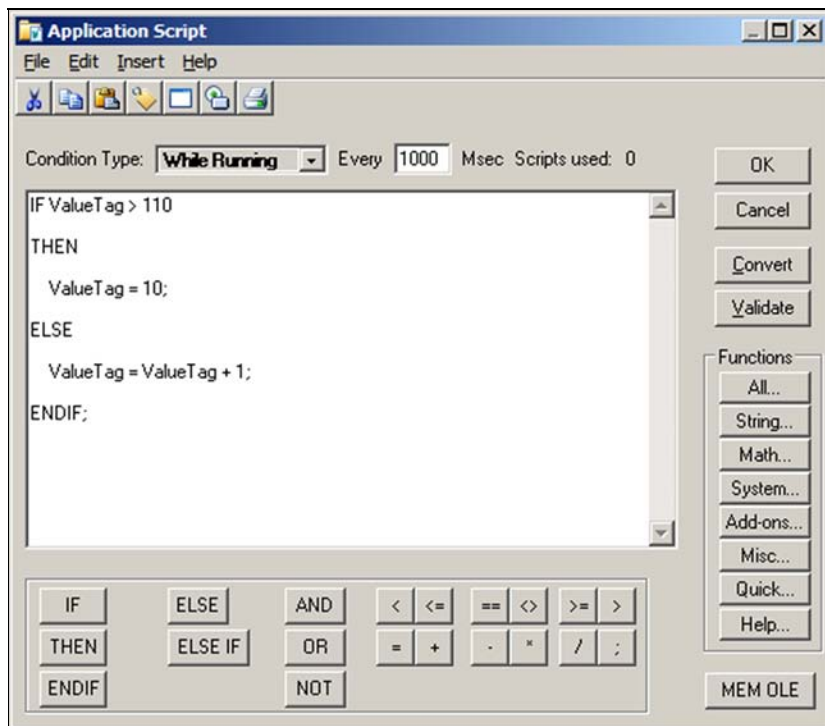 Application Script
File Edit Insert Help
Condition Type: While Running Every 1000 Msec Scripts used: 0
IF ValueTag > 110
THEN
ValueTag = 10;
ELSE
ValueTag = ValueTag + 1;
ENDIF;
OK
Cancel
Convert
Validate
Functions
All...
String...
Math...
System...
Add-ons...
Misc...
Quick...
Help...
MEM OLE
IF ELSE AND < <= == <> >= >
THEN ELSE IF OR = + - * / ;
ENDIF NOT